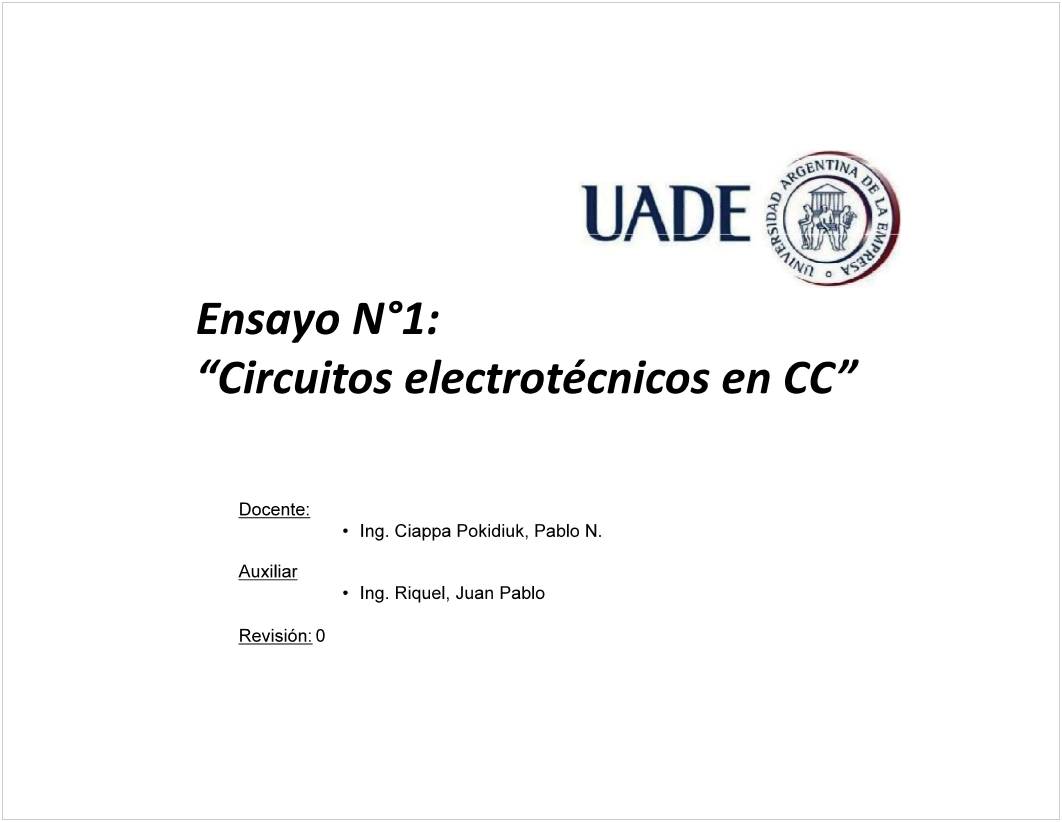 UADE
UNIVERSIDAD ARGENTINA DE LA EMPRESA
Ensayo N°1:
“Circuitos electrotécnicos en CC”
Docente:
• Ing. Ciappa Pokidiuk, Pablo N.
Auxiliar
• Ing. Riquel, Juan Pablo
Revisión: 0